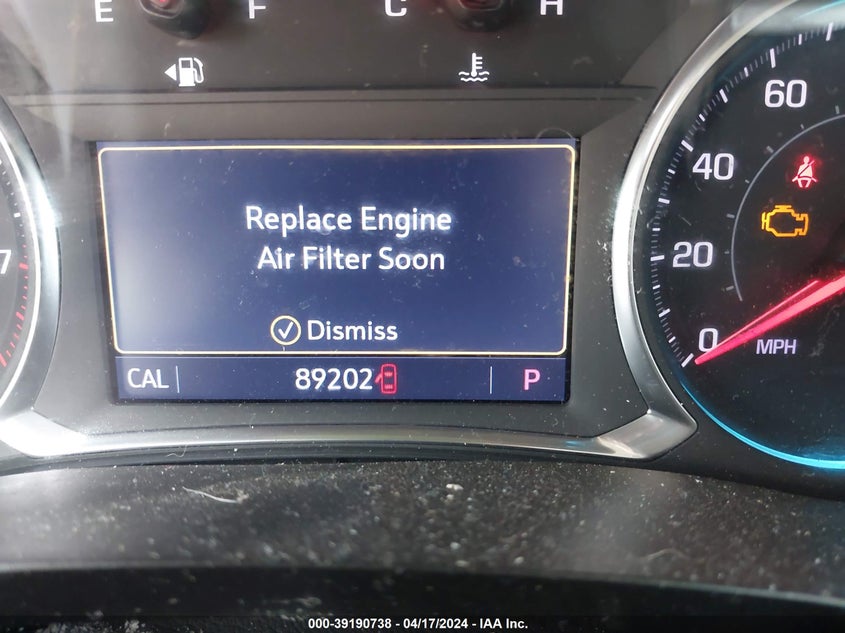 E F C H
Replace Engine
Air Filter Soon
Dismiss
CAL 89202 P
7
60
40
20
0
MPH
000-39190738 - 04/17/2024 - IAA Inc.